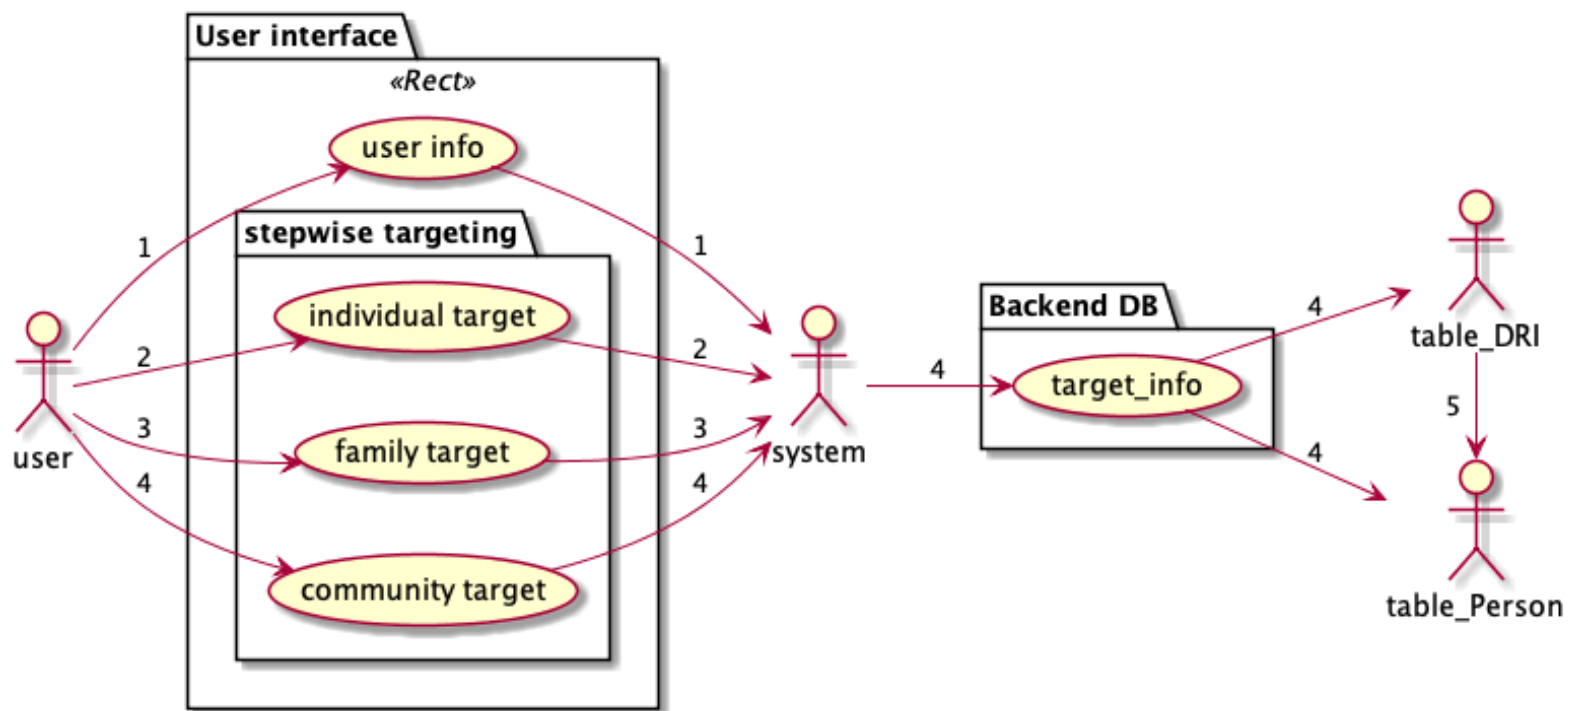 User interface
«Rect»
user info
stepwise targeting
individual target
family target
community target
user
1
2
3
4
1
2
3
4
system
4
Backend DB
target_info
4
4
table_DRI
5
table_Person